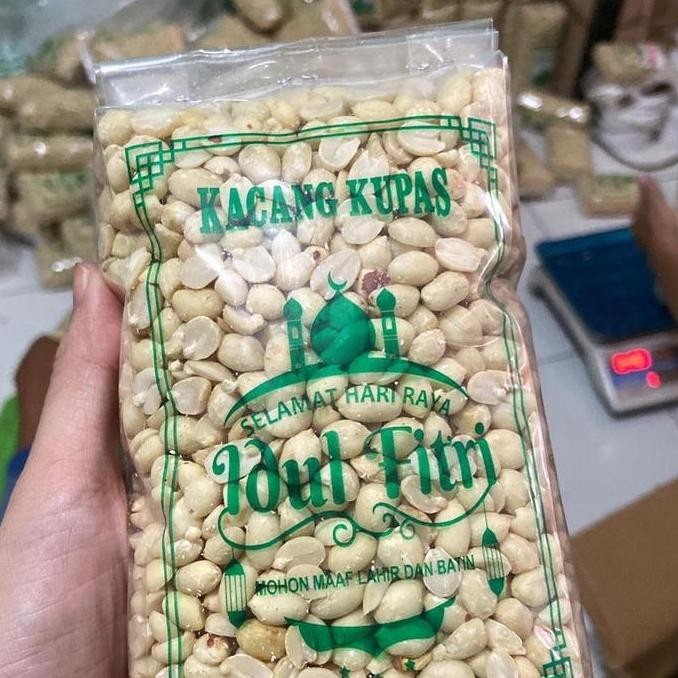 KACANG KUPAS
SELAMAT HARI RAYA
Idul Fitri
MOHON MAAF LAHIR DAN BATIN